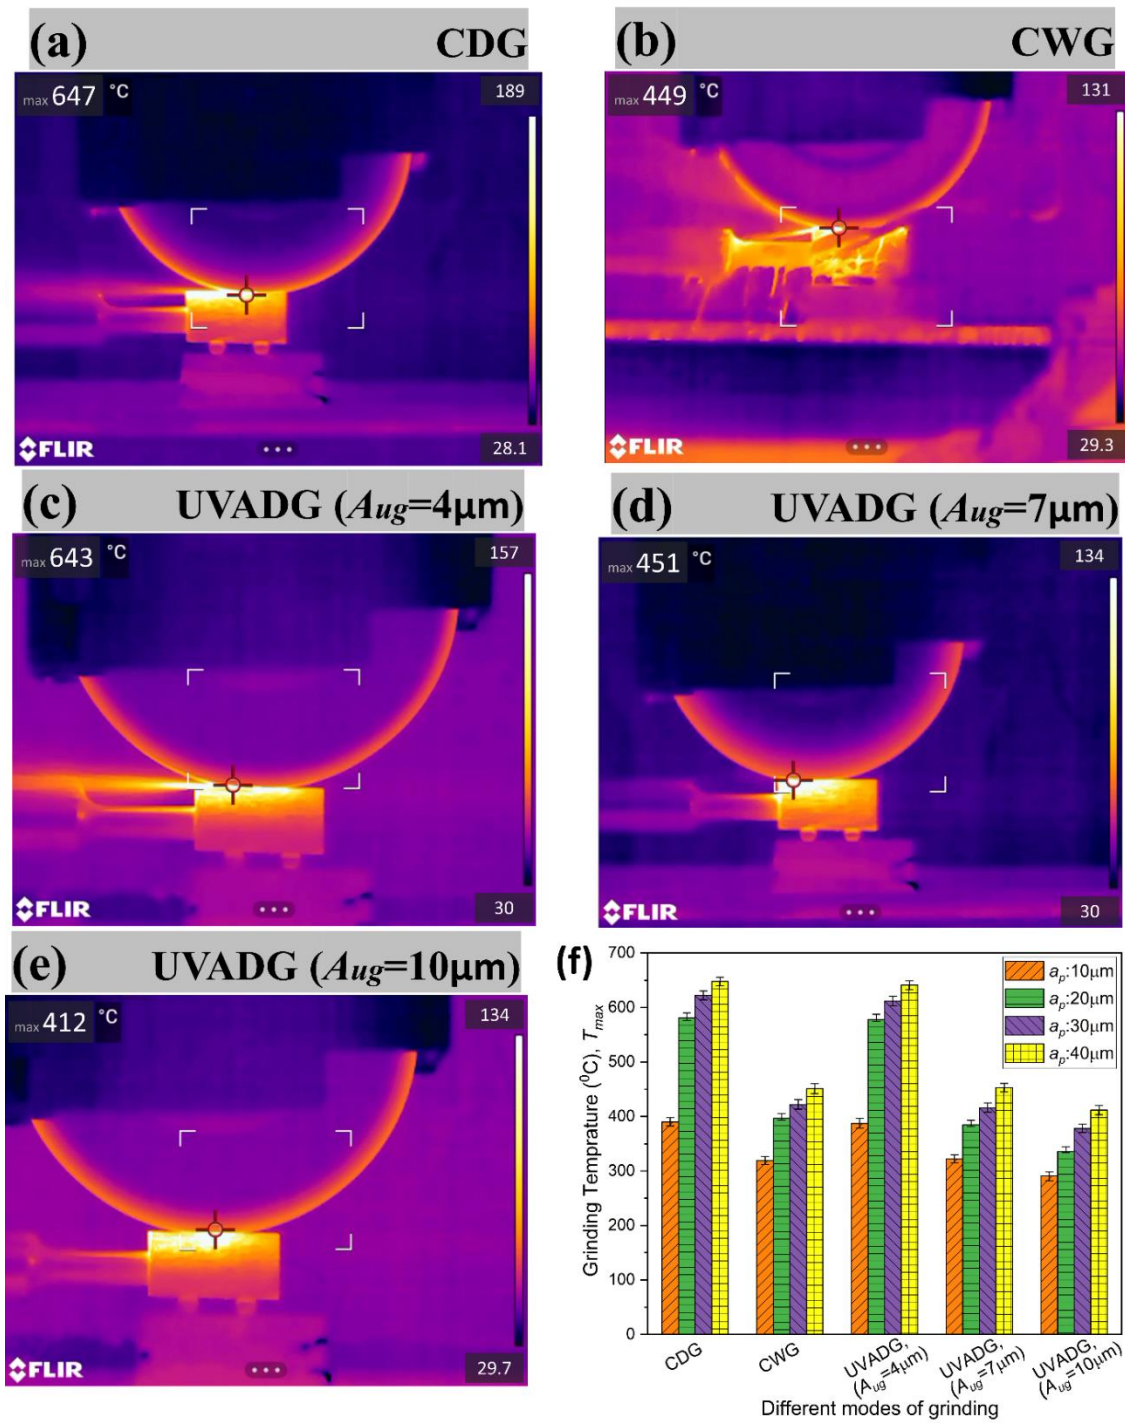 (a) CDG
max 647 °C
189
FLIR
28.1
(b) CWG
max 449 °C
131
FLIR
29.3
(c) UVADG (Aug=4μm)
max 643 °C
157
FLIR
30
(d) UVADG (Aug=7μm)
max 451 °C
134
FLIR
30
(e) UVADG (Aug=10μm)
max 412 °C
134
FLIR
29.7
(f)
Grinding Temprature (⁰C), Tmax
700
600
500
400
300
200
100
0
ap:10μm
ap:20μm
ap:30μm
ap:40μm
CDG
CWG
UVADG,
(Aug=4μm)
UVADG,
(Aug=7μm)
UVADG,
(Aug=10μm)
Different modes of grinding